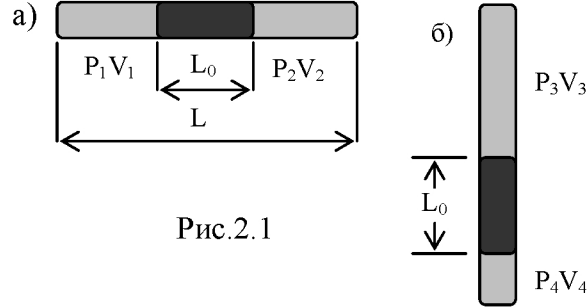 а)
P₁V₁
L₀
P₂V₂
L
Рис.2.1
б)
P₃V₃
L₀
P₄V₄